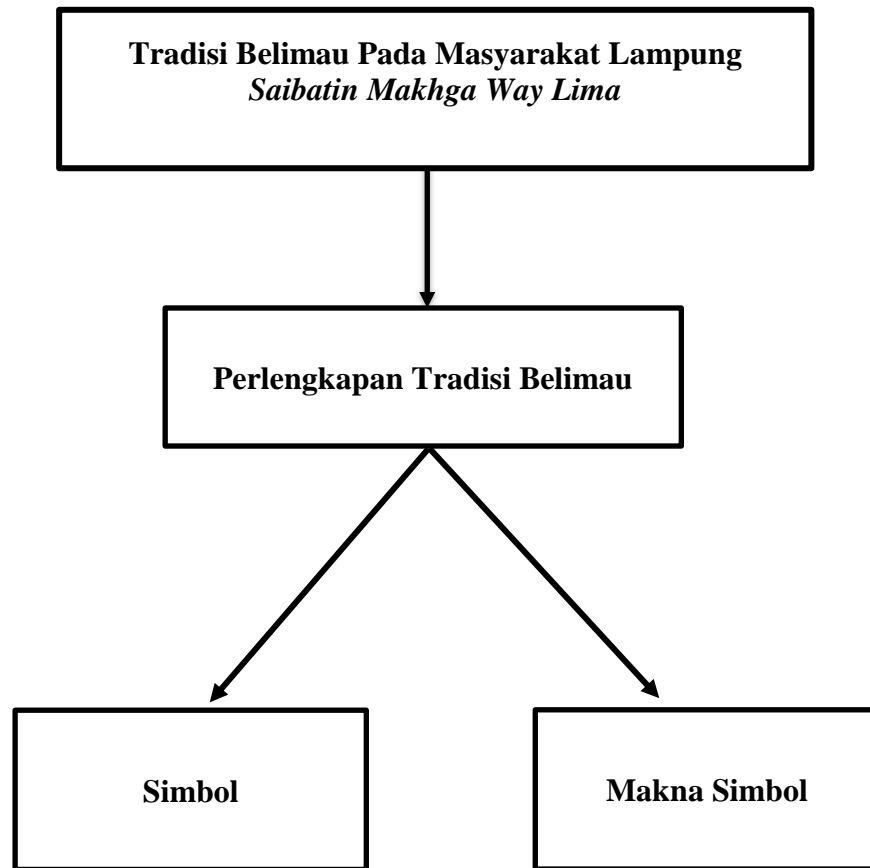 Tradisi Belimau Pada Masyarakat Lampung
Saibatin Makhga Way Lima
Perlengkapan Tradisi Belimau
Simbol
Makna Simbol